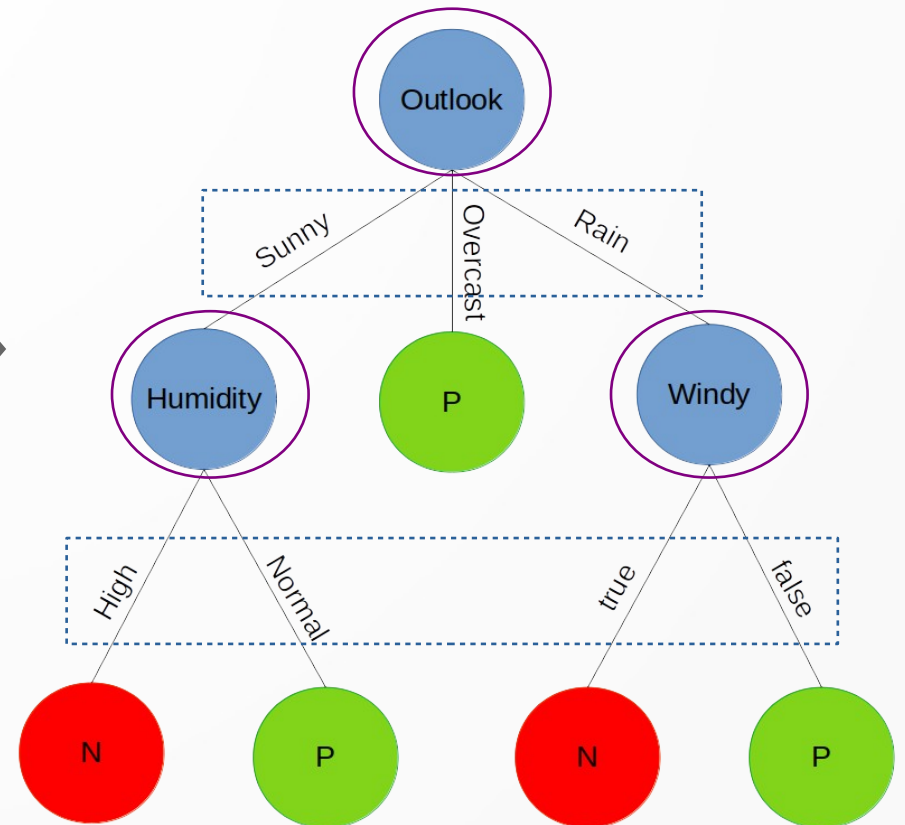 Outlook
Sunny
Overcast
Rain
Humidity
P
Windy
High
Normal
true
false
N
P
N
P